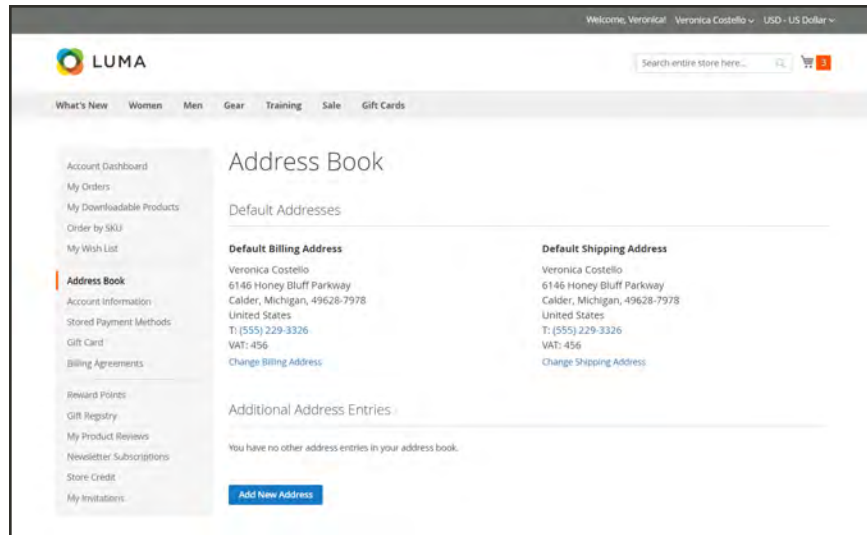 Welcome, Veronica! Veronica Costello USD - US Dollar
LUMA
Search entire store here...
3
What's New Women Men Gear Training Sale Gift Cards
Account Dashboard
My Orders
My Downloadable Products
Order by SKU
My Wish List
Address Book
Account Information
Stored Payment Methods
Gift Card
Billing Agreements
Reward Points
Gift Registry
My Product Reviews
Newsletter Subscriptions
Store Credit
My Invitations
Address Book
Default Addresses
Default Billing Address
Veronica Costello
6146 Honey Bluff Parkway
Calder, Michigan, 49628-7978
United States
T: (555) 229-3326
VAT: 456
Change Billing Address
Default Shipping Address
Veronica Costello
6146 Honey Bluff Parkway
Calder, Michigan, 49628-7978
United States
T: (555) 229-3326
VAT: 456
Change Shipping Address
Additional Address Entries
You have no other address entries in your address book.
Add New Address